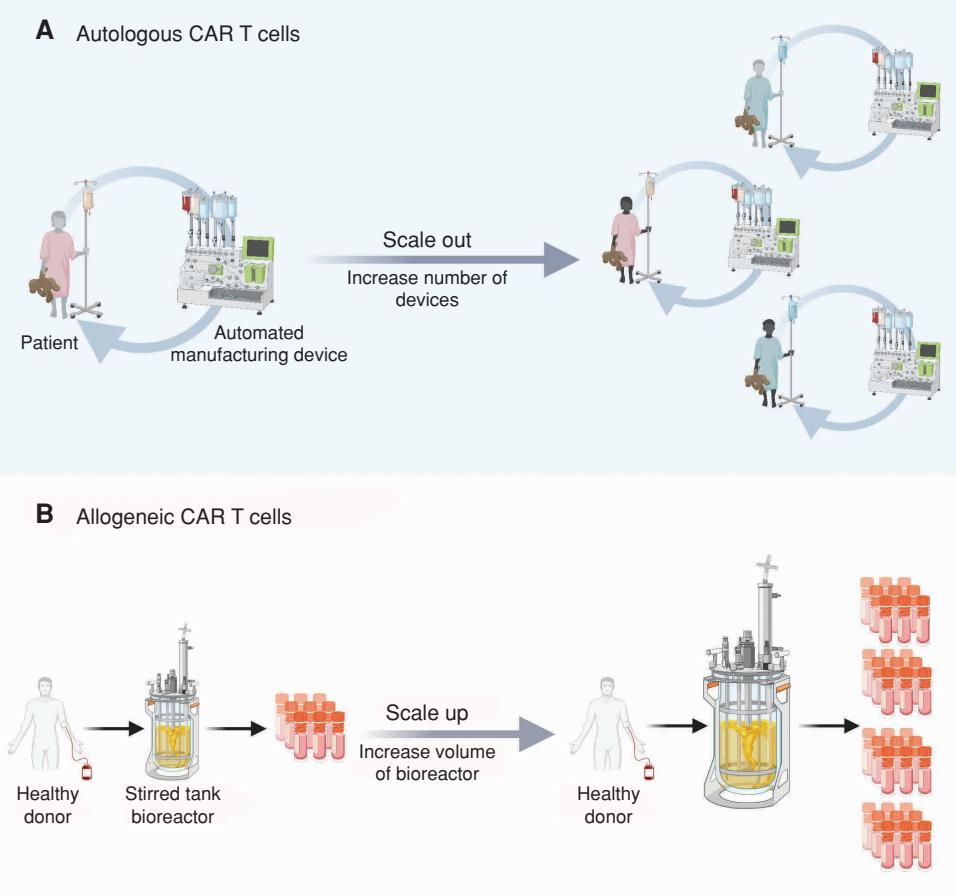 A Autologous CAR T cells
Scale out
Increase number of
devices
Patient
Automated
manufacturing device
B Allogeneic CAR T cells
Scale up
Increase volume
of bioreactor
Healthy
donor
Stirred tank
bioreactor
Healthy
donor